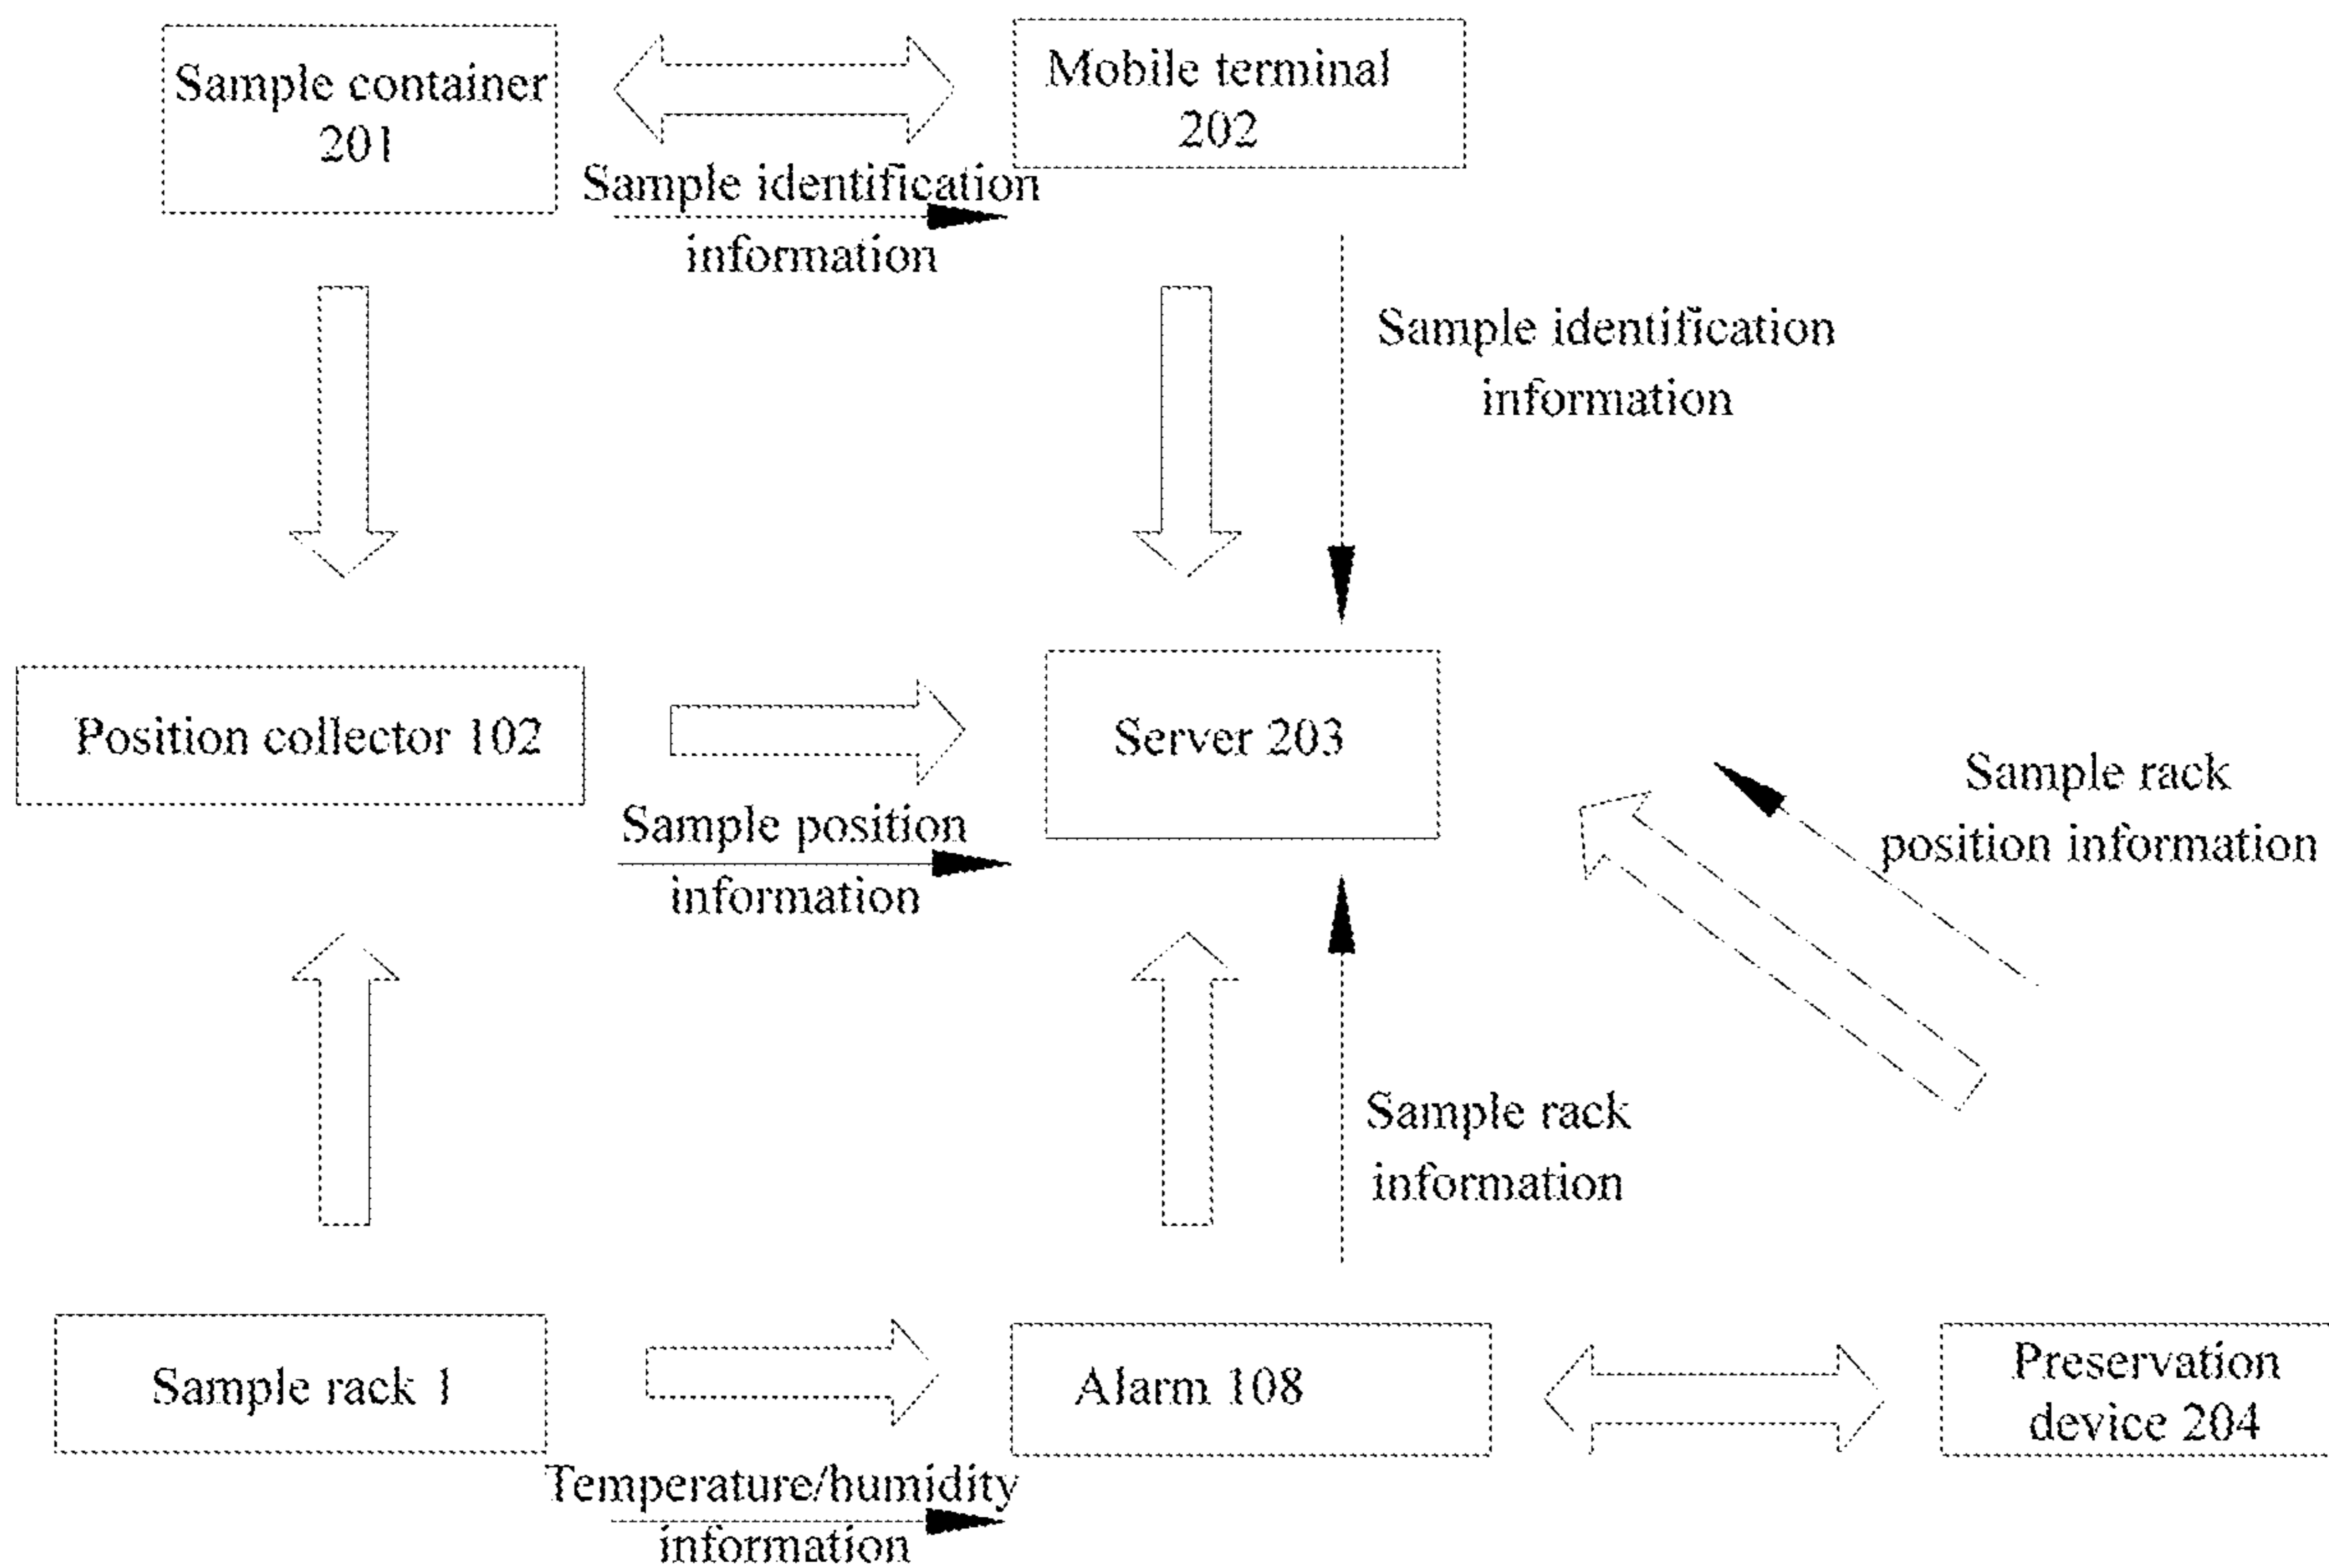 Sample container
201
Mobile terminal
202
Sample identification
information
Sample identification
information
Position collector 102
Server 203
Sample position
information
Sample rack
position information
Sample rack
information
Sample rack 1
Alarm 108
Preservation
device 204
Temperature/humidity
information